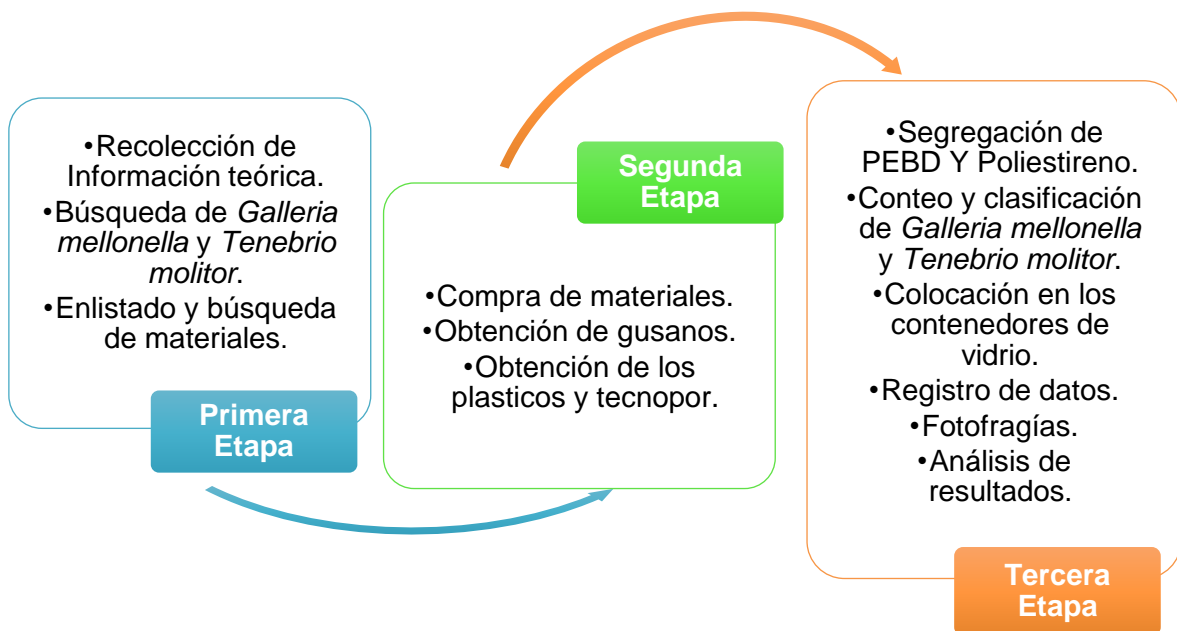 •Recolección de
Información teórica.
•Búsqueda de Galleria
mellonella y Tenebrio
molitor.
•Enlistado y búsqueda
de materiales.
Primera
Etapa
Segunda
Etapa
•Compra de materiales.
•Obtención de gusanos.
•Obtención de los
plasticos y tecnopor.
•Segregación de
PEBD Y Poliestireno.
•Conteo y clasificación
de Galleria mellonella
y Tenebrio molitor.
•Colocación en los
contenedores de
vidrio.
•Registro de datos.
•Fotofragías.
•Análisis de
resultados.
Tercera
Etapa